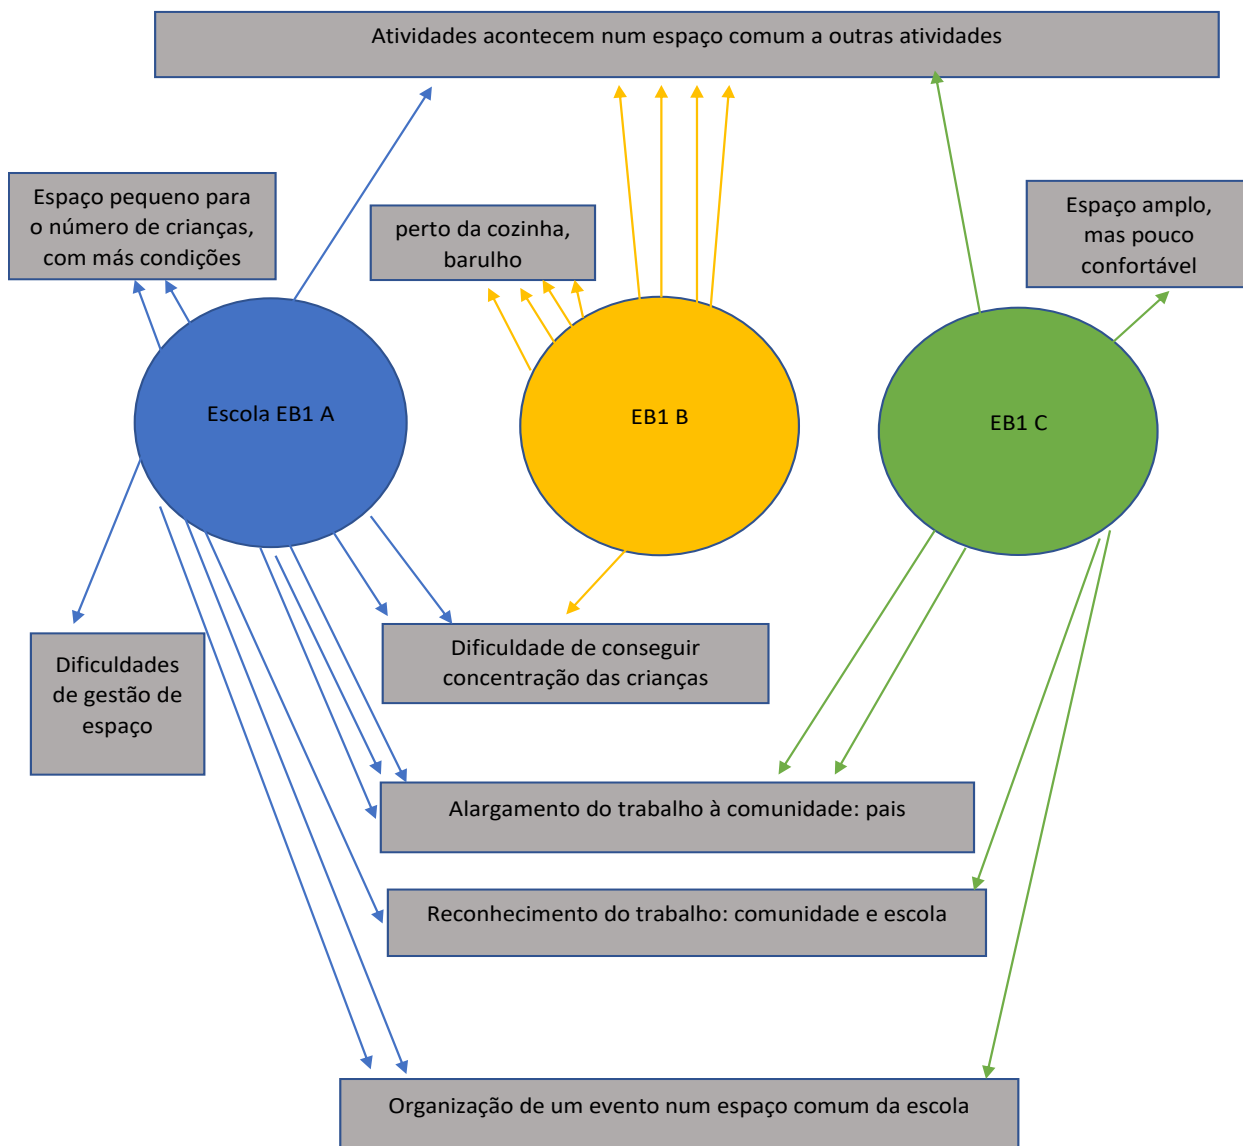 Atividades acontecem num espaço comum a outras atividades
Espaço pequeno para
o número de crianças,
com más condições
perto da cozinha,
barulho
Espaço amplo,
mas pouco
confortável
Escola EB1 A
EB1 B
EB1 C
Dificuldades
de gestão de
espaço
Dificuldade de conseguir
concentração das crianças
Alargamento do trabalho à comunidade: pais
Reconhecimento do trabalho: comunidade e escola
Organização de um evento num espaço comum da escola